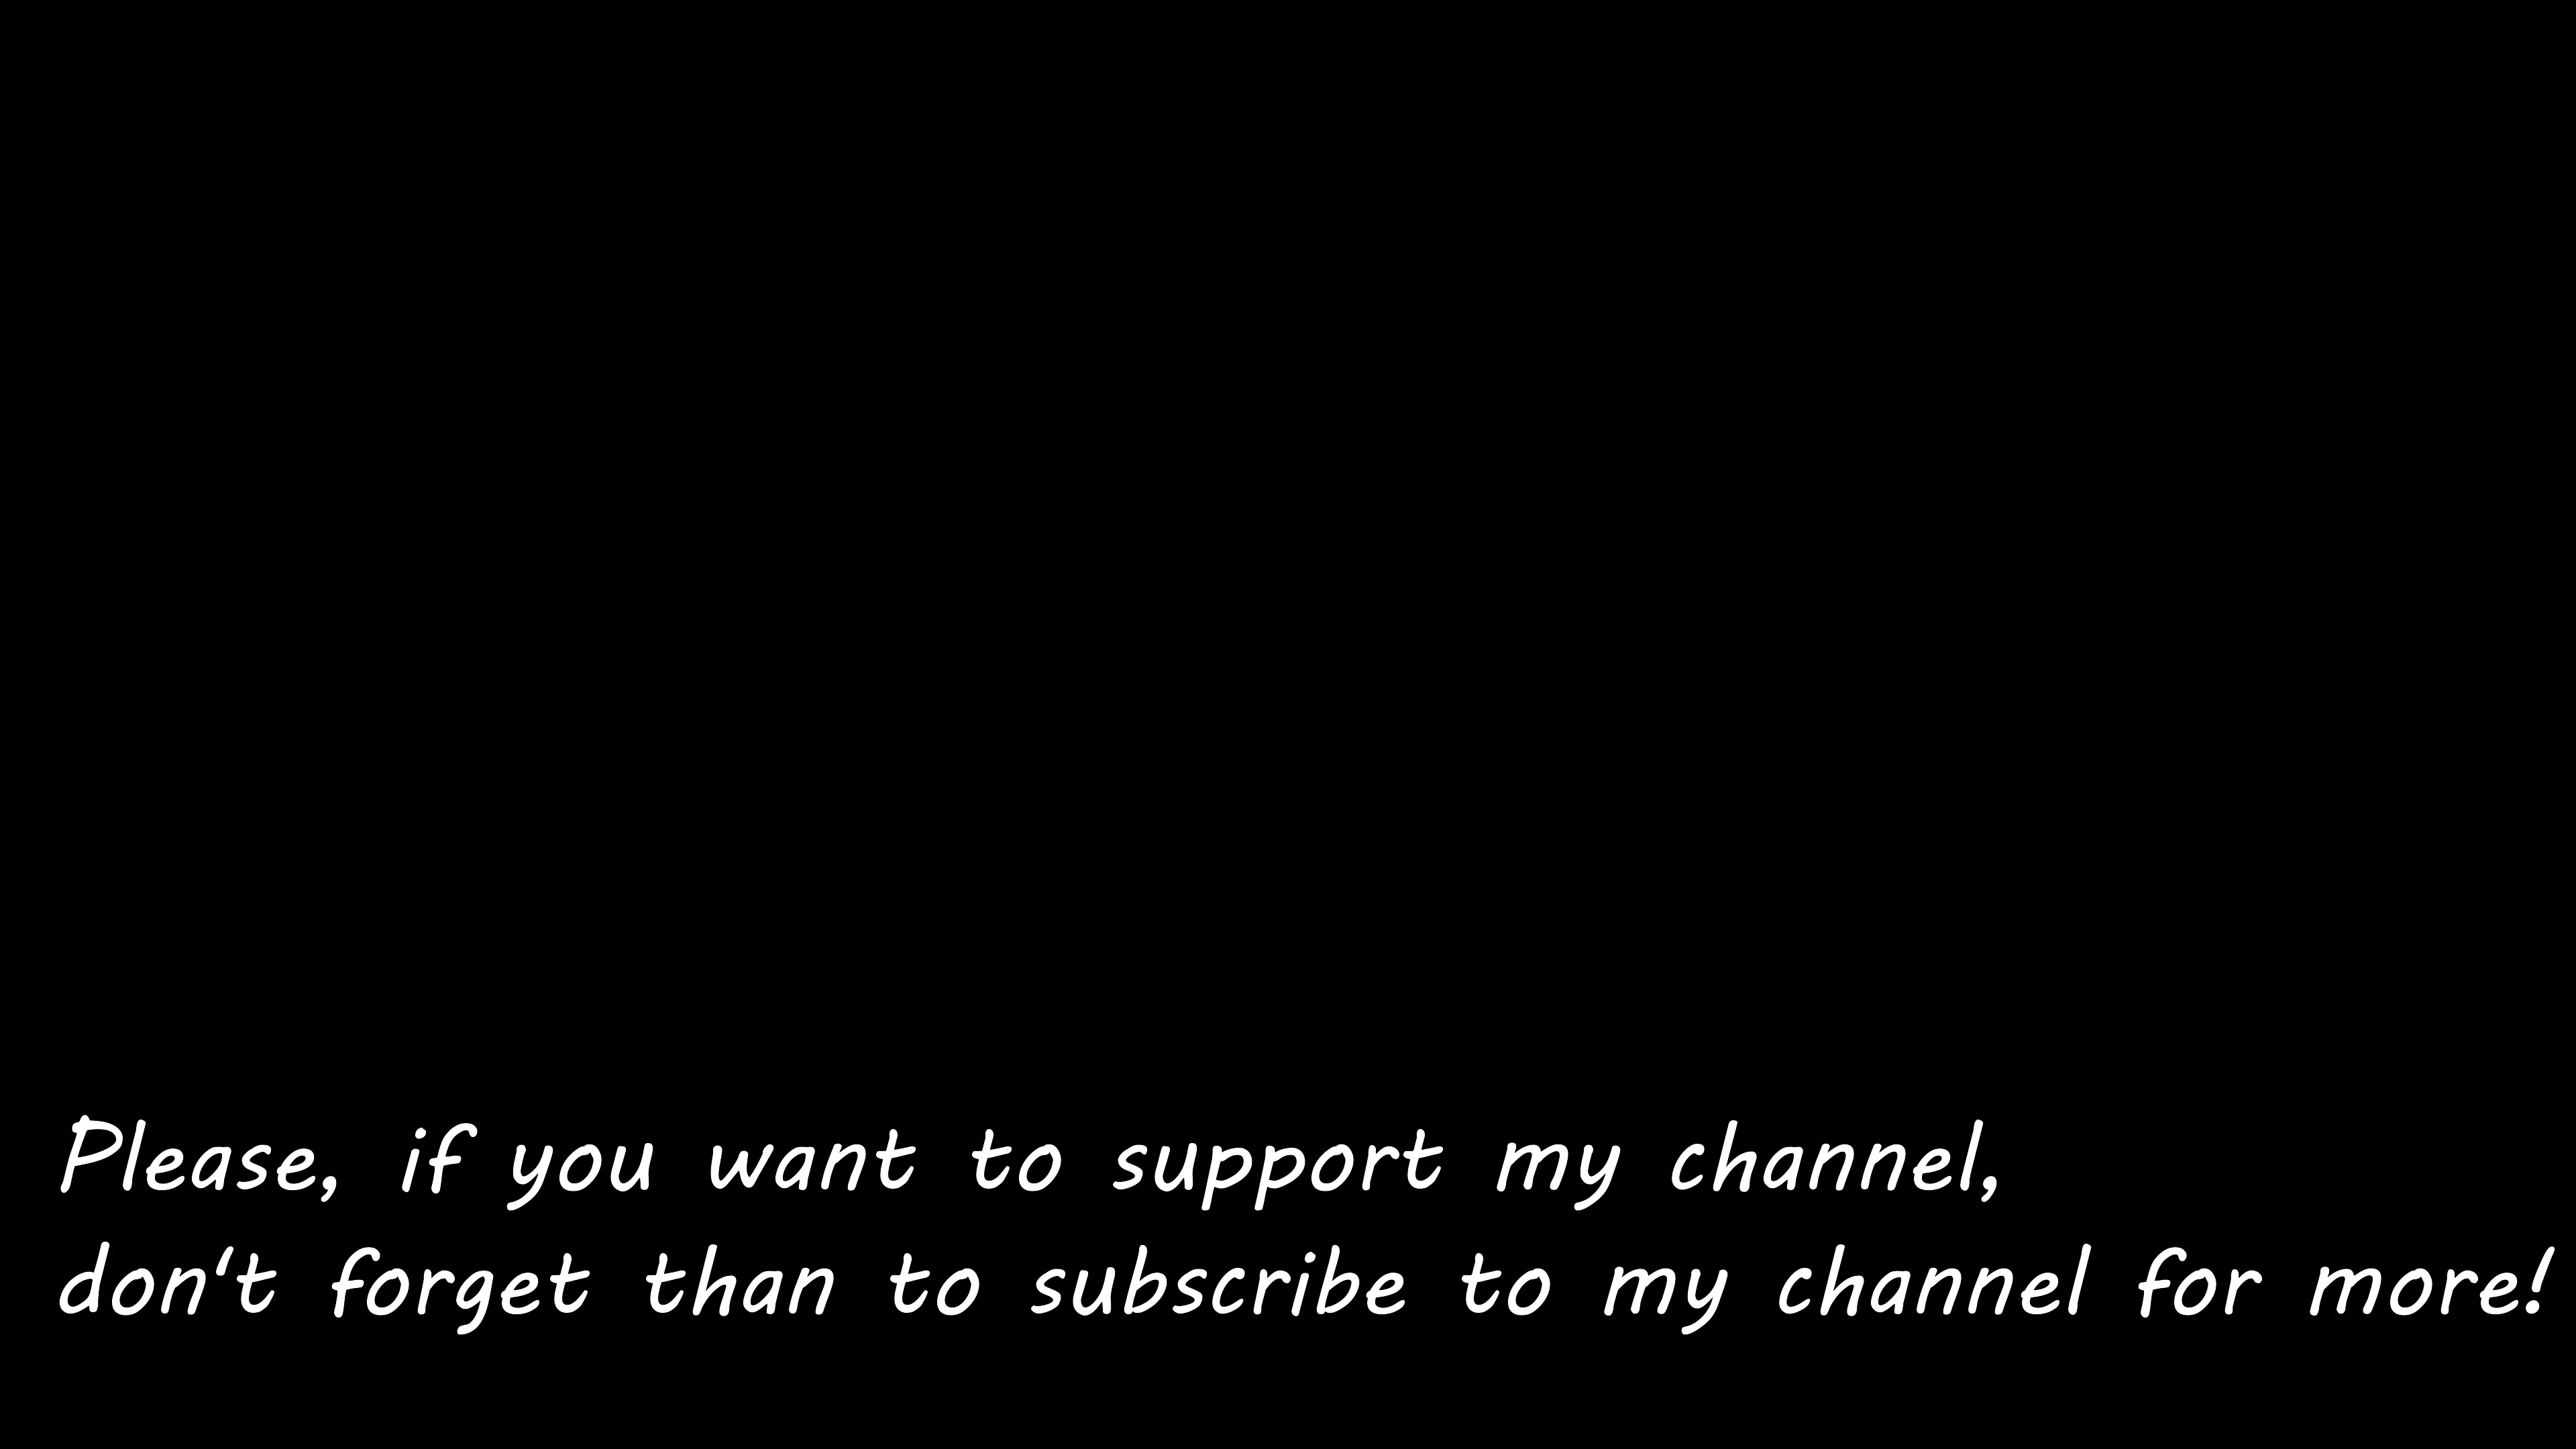 Please, if you want to support my channel,
don't forget than to subscribe to my channel for more!